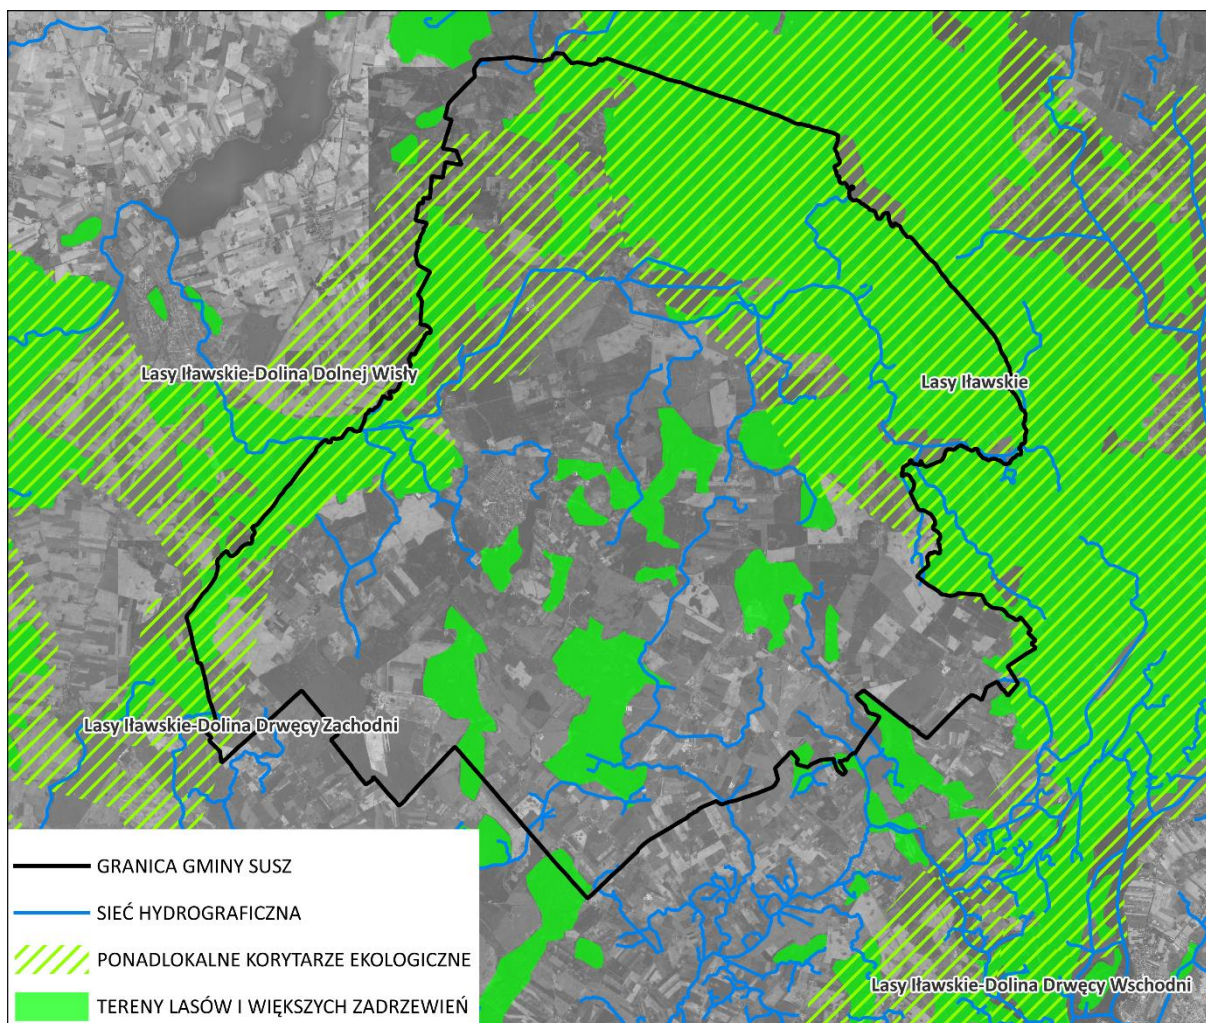 Lasy Iławskie-Dolina Dolnej Wisły
Lasy Iławskie
Lasy Iławskie-Dolina Drwęcy Zachodni
Lasy Iławskie-Dolina Drwęcy Wschodni
GRANICA GMINY SUSZ
SIEĆ HYDROGRAFICZNA
PONADLOKALNE KORYTARZE EKOLOGICZNE
TERENY LASÓW I WIĘKSZYCH ZADRZEWIEŃ